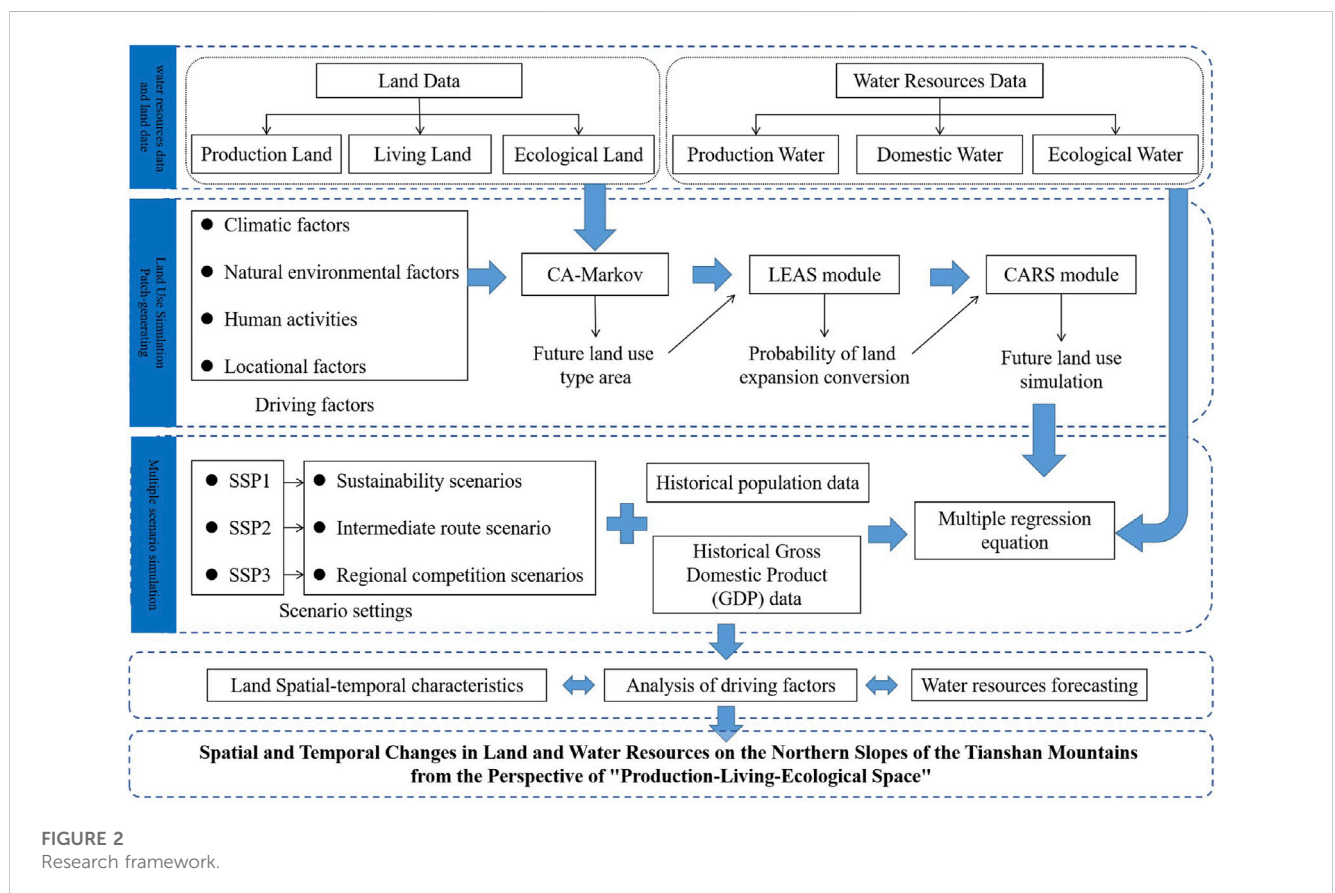 water resources data
and land date
Land Data
Water Resources Data
Production Land
Living Land
Ecological Land
Production Water
Domestic Water
Ecological Water
Land Use Simulation
Patch-generating
● Climatic factors
● Natural environmental factors
● Human activities
● Locational factors
Driving factors
CA-Markov
LEAS module
CARS module
Future land use
type area
Probability of land
expansion conversion
Future land use
simulation
Multiple scenario simulation
● SSP1
● SSP2
● SSP3
● Sustainability scenarios
● Intermediate route scenario
● Regional competition scenarios
Scenario settings
Historical population data
Historical Gross
Domestic Product
(GDP) data
Multiple regression
equation
Land Spatial-temporal characteristics
Analysis of driving factors
Water resources forecasting
Spatial and Temporal Changes in Land and Water Resources on the Northern Slopes of the Tianshan Mountains
from the Perspective of "Production-Living-Ecological Space"
FIGURE 2
Research framework.